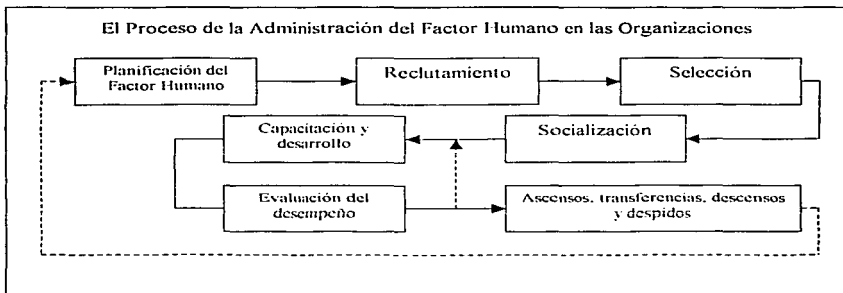 El Proceso de la Administración del Factor Humano en las Organizaciones
Planificación del
Factor Humano
Reclutamiento
Selección
Capacitación y
desarrollo
Socialización
Evaluación del
desempeño
Ascensos, transferencias, descensos
y despidos